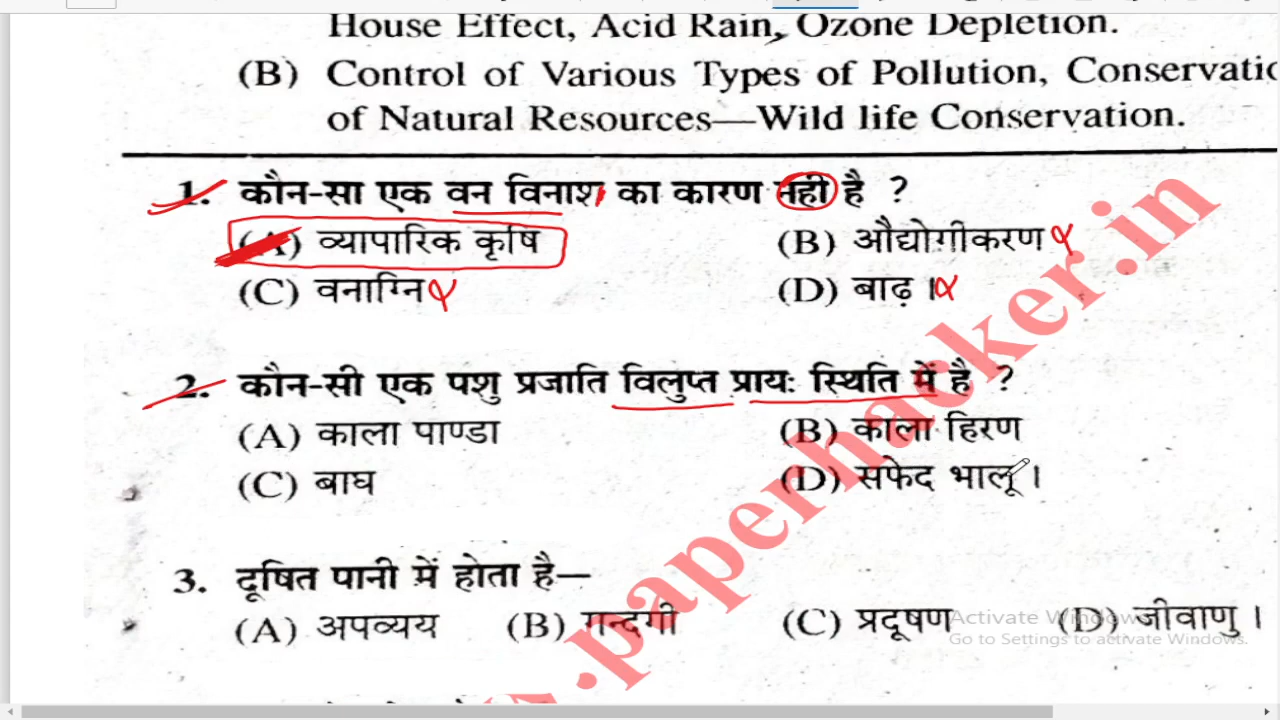 House Effect, Acid Rain, Ozone Depletion.
(B) Control of Various Types of Pollution, Conservatic
of Natural Resources—Wild life Conservation.
1. कौन-सा एक वन विनाश का कारण नहीं है ?
(A) व्यापारिक कृषि (B) औद्योगीकरण
(C) वनाग्नि (D) बाढ़ ।
2. कौन-सी एक पशु प्रजाति विलुप्त प्रायः स्थिति में है ?
(A) काला पाण्डा (B) काला हिरण
(C) बाघ (D) सफेद भालू ।
3. दूषित पानी में होता है—
(A) अपव्यय (B) गन्दगी (C) प्रदूषण (D) जीवाणु ।
Activate Windows
Go to Settings to activate Windows.
.paperhacker.in